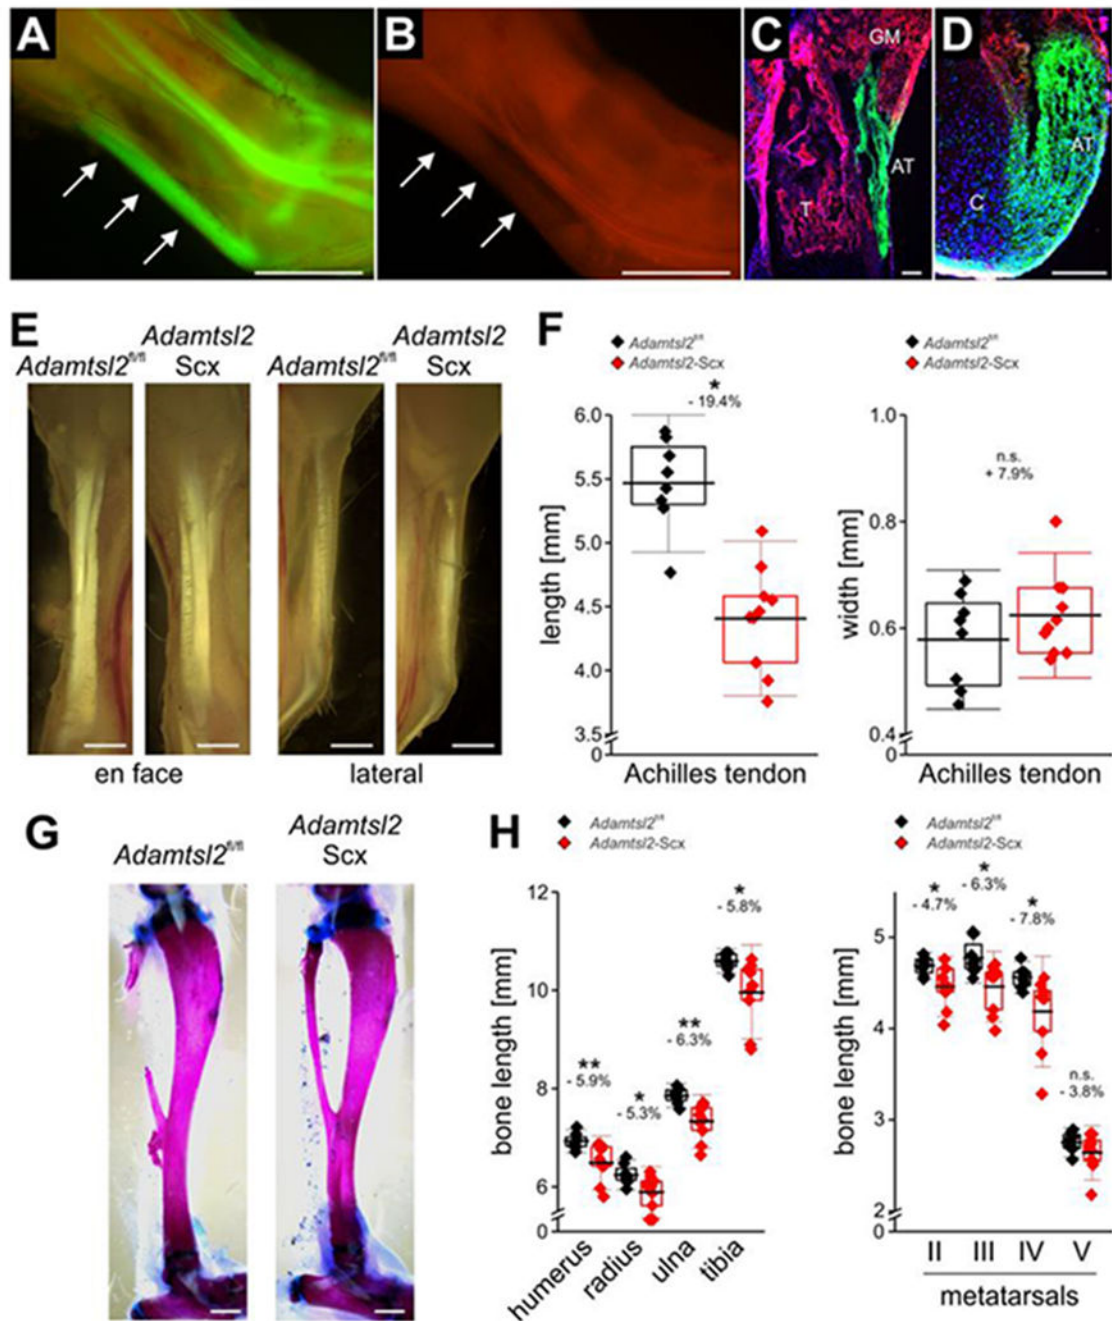 A
B
C
GM
T
AT
D
AT
C
E
Adamtsl2fl/fl
Adamtsl2
Scx
Adamtsl2fl/fl
Adamtsl2
Scx
en face
lateral
F
Adamtsl2fl/fl
Adamtsl2-Scx
★
- 19.4%
length [mm]
6.0
5.5
5.0
4.5
4.0
3.5
0
Achilles tendon
Adamtsl2fl/fl
Adamtsl2-Scx
n.s.
+ 7.9%
width [mm]
1.0
0.8
0.6
0.4
0
Achilles tendon
G
Adamtsl2fl/fl
Adamtsl2
Scx
H
Adamtsl2fl/fl
Adamtsl2-Scx
bone length [mm]
12
10
8
6
0
★★
- 5.9%
★
- 5.3%
★★
- 6.3%
★
- 5.8%
humerus
radius
ulna
tibia
Adamtsl2fl/fl
Adamtsl2-Scx
bone length [mm]
5
4
3
2
0
★
- 4.7%
★
- 6.3%
★
- 7.8%
n.s.
- 3.8%
II III IV V
metatarsals